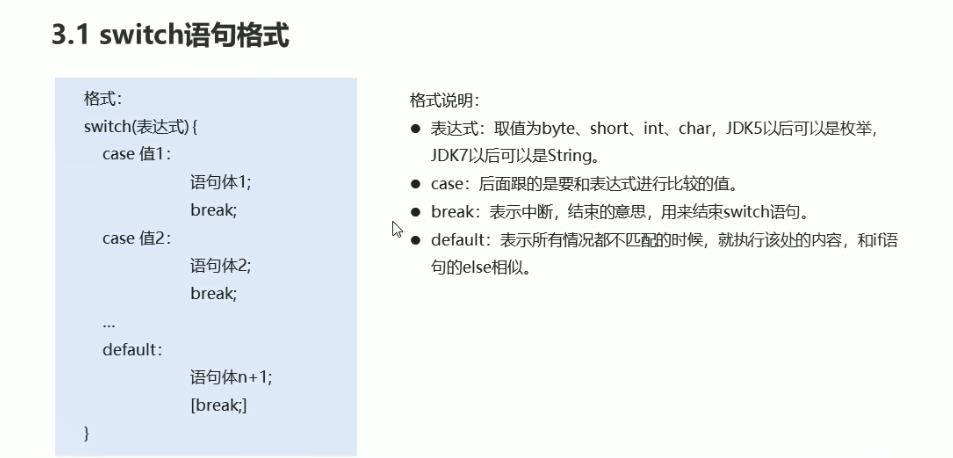 3.1 switch语句格式
格式：
switch(表达式) {
case 值1：
语句体1;
break;
case 值2：
语句体2;
break;
...
default：
语句体n+1;
[break;]
}
格式说明：
● 表达式：取值为byte、short、int、char，JDK5以后可以是枚举，
JDK7以后可以是String。
● case：后面跟的是要和表达式进行比较的值。
● break：表示中断，结束的意思，用来结束switch语句。
● default：表示所有情况都不匹配的时候，就执行该处的内容，和if语
句的else相似。